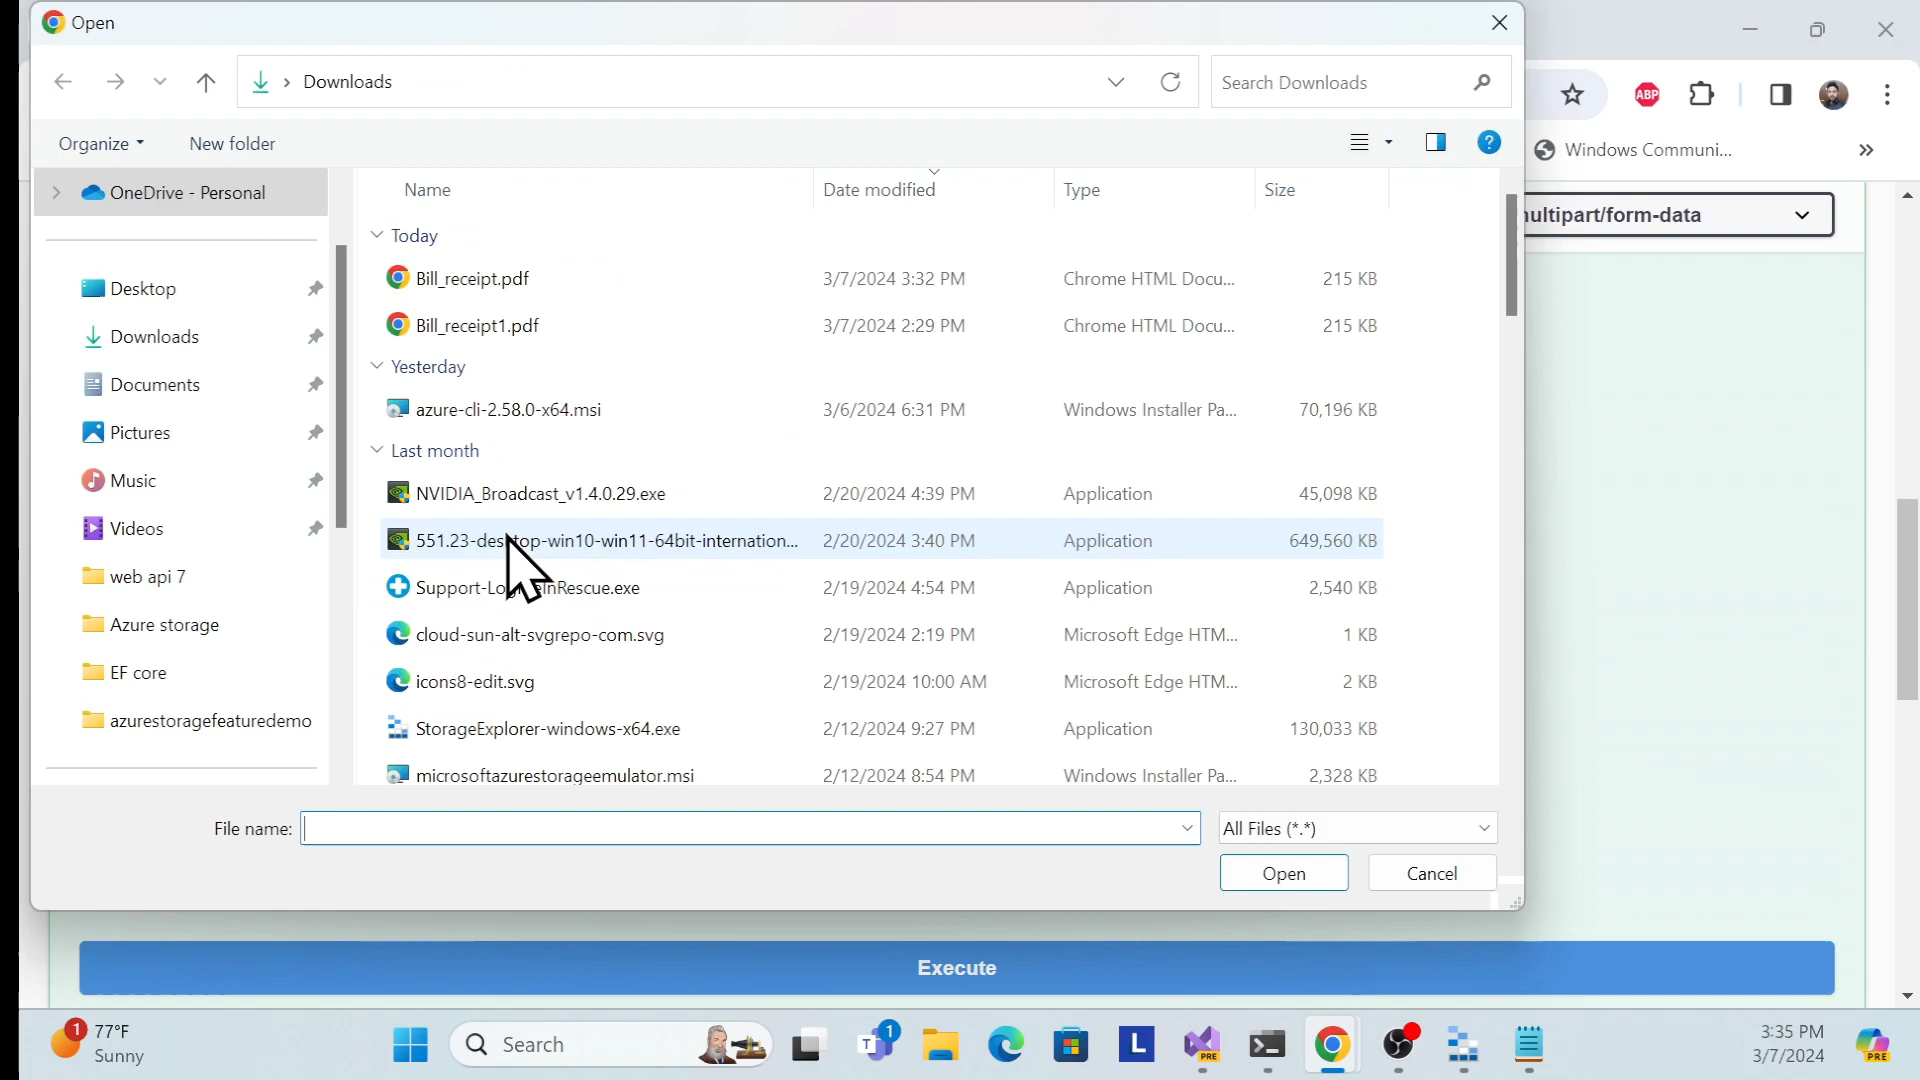 Open
Downloads
Search Downloads
ABP
Organize
New folder
?
Windows Communi...
OneDrive - Personal
Name
Date modified
Type
Size
multipart/form-data
Today
Bill_receipt.pdf 3/7/2024 3:32 PM Chrome HTML Docu... 215 KB
Desktop
Bill_receipt1.pdf 3/7/2024 2:29 PM Chrome HTML Docu... 215 KB
Downloads
Yesterday
Documents
azure-cli-2.58.0-x64.msi 3/6/2024 6:31 PM Windows Installer Pa... 70,196 KB
Pictures
Last month
Music
NVIDIA_Broadcast_v1.4.0.29.exe 2/20/2024 4:39 PM Application 45,098 KB
Videos
551.23-desktop-win10-win11-64bit-internation... 2/20/2024 3:40 PM Application 649,560 KB
web api 7
Support-LogMeInRescue.exe 2/19/2024 4:54 PM Application 2,540 KB
Azure storage
cloud-sun-alt-svgrepo-com.svg 2/19/2024 2:19 PM Microsoft Edge HTM... 1 KB
EF core
icons8-edit.svg 2/19/2024 10:00 AM Microsoft Edge HTM... 2 KB
azurestoragefeaturedemo
StorageExplorer-windows-x64.exe 2/12/2024 9:27 PM Application 130,033 KB
microsoftazurestorageemulator.msi 2/12/2024 8:54 PM Windows Installer Pa... 2,328 KB
File name:
All Files (*.*)
Open
Cancel
Execute
1
77°F
Sunny
Search
T
1
L
PRE
3:35 PM
3/7/2024
PRE